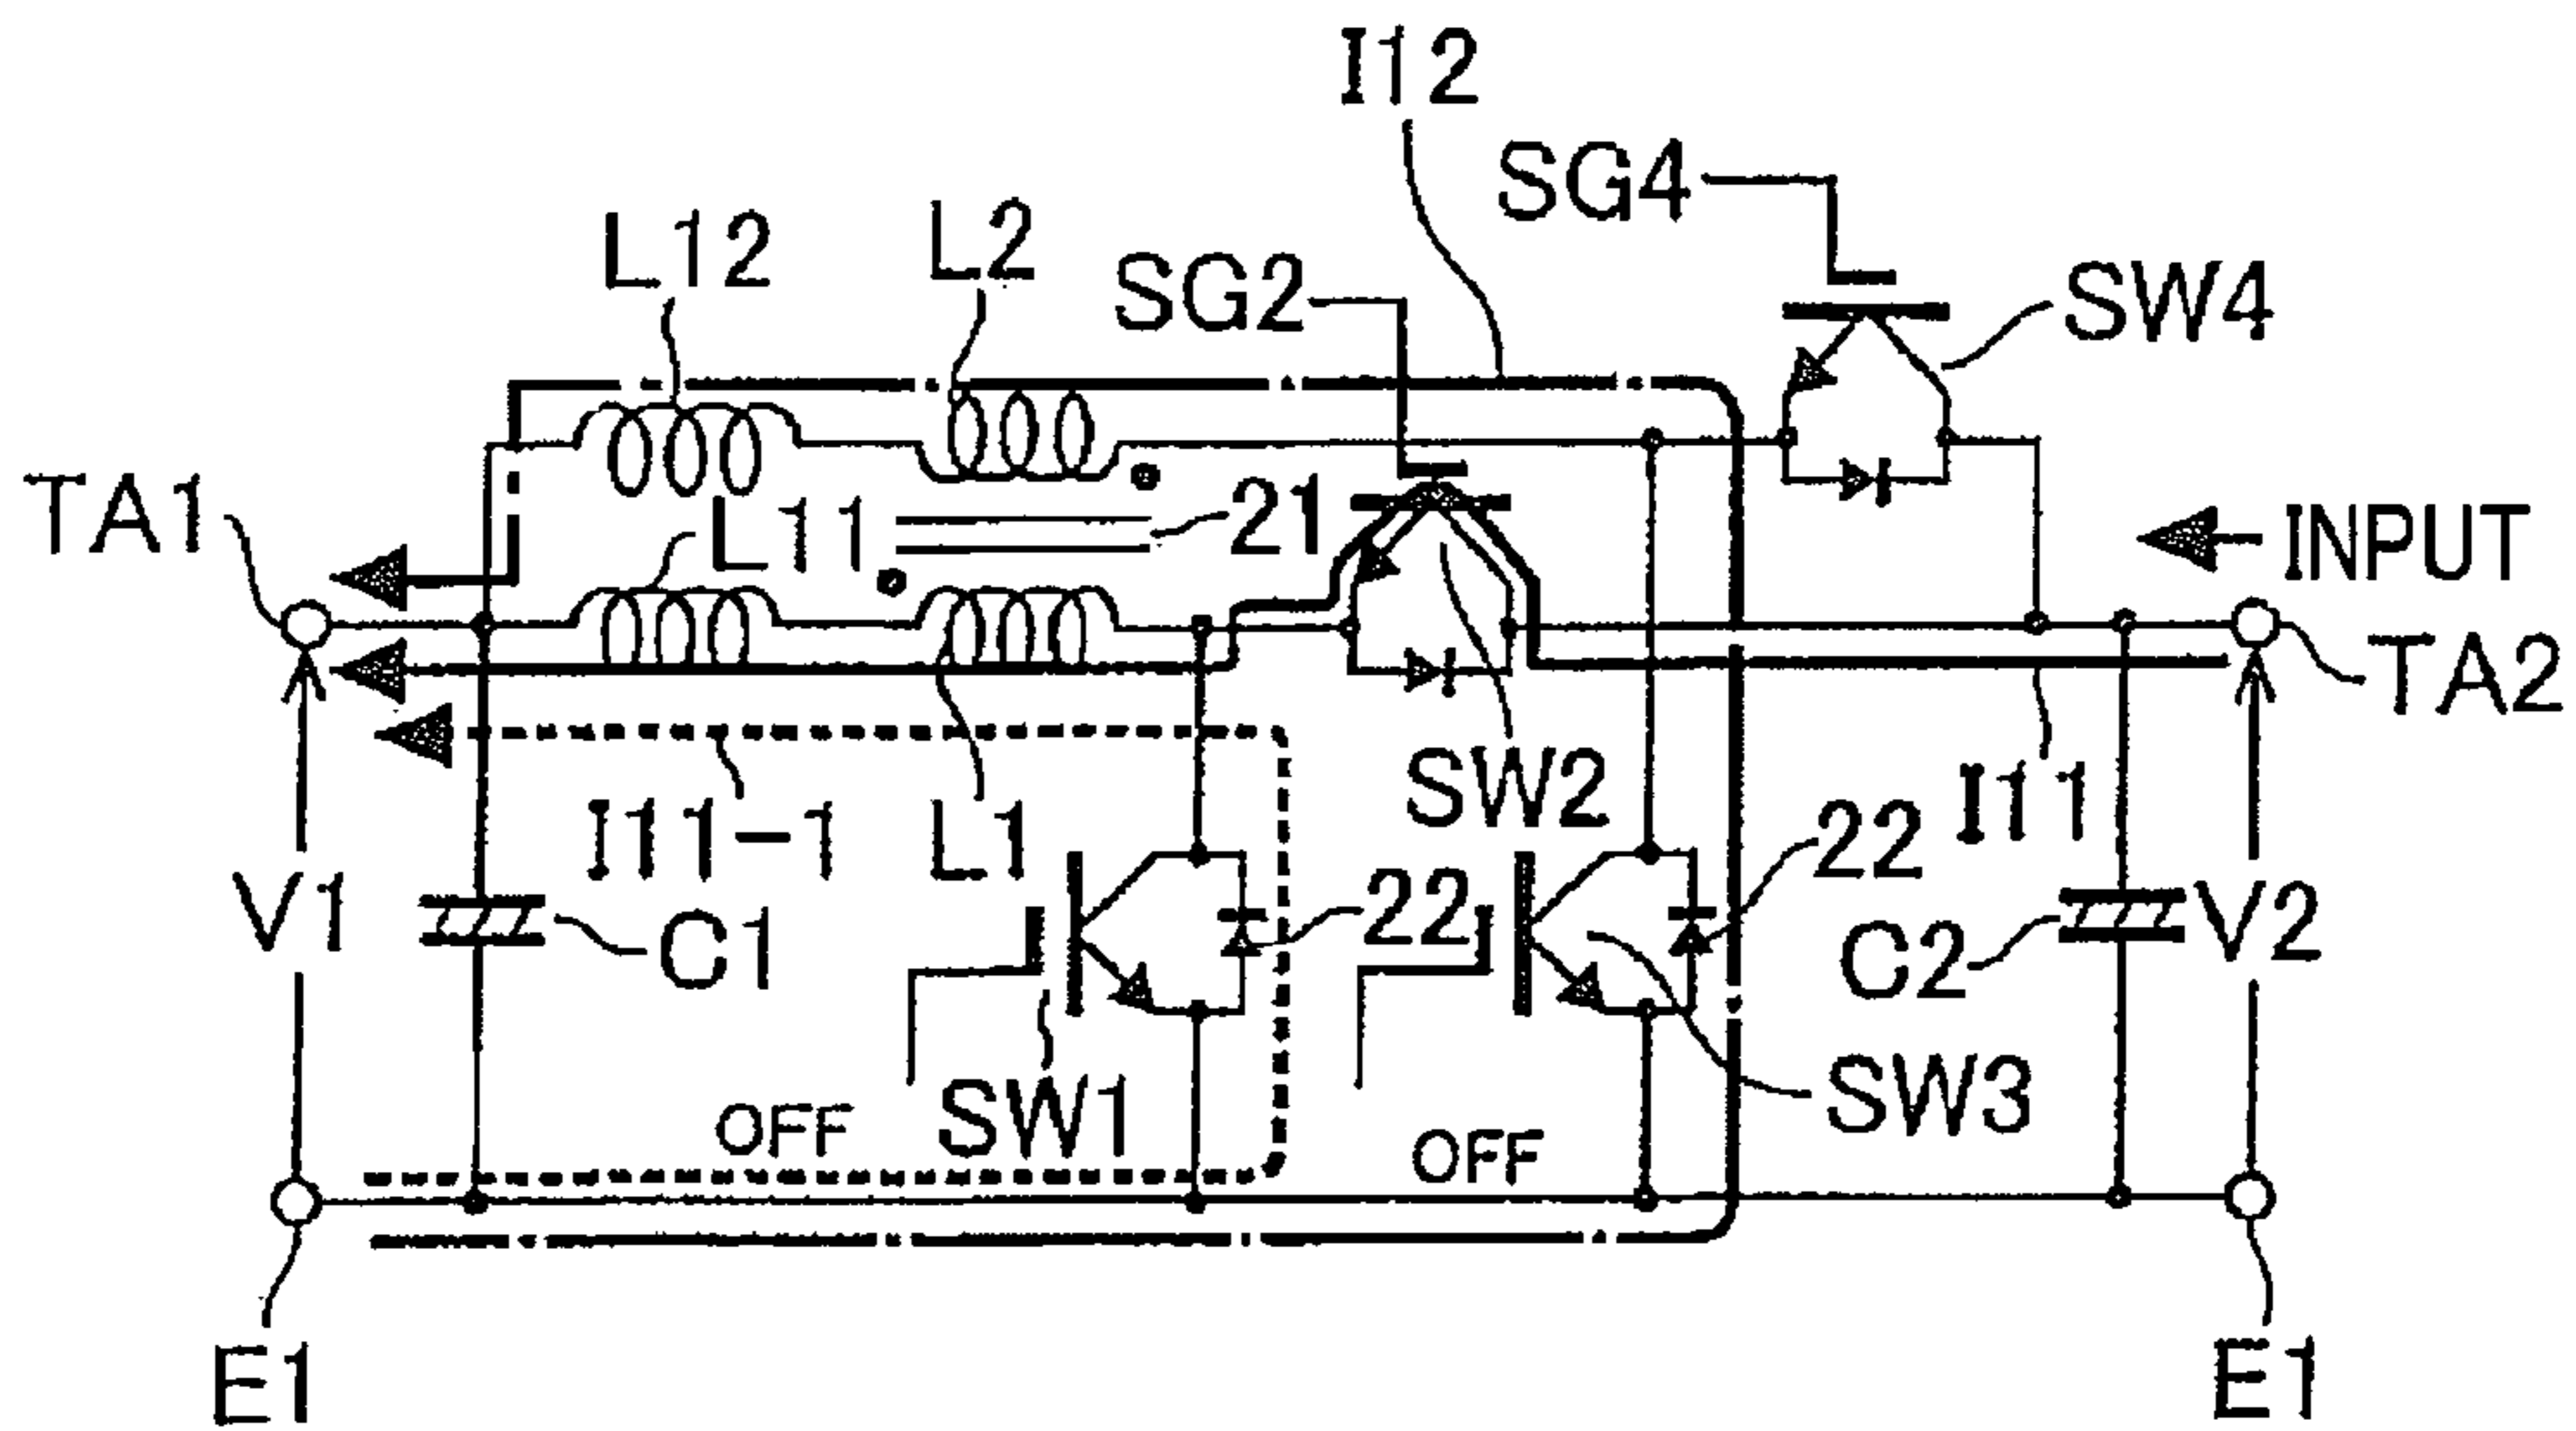 I12
SG4
L12
L2
SG2
SW4
TA1
L11
21
INPUT
TA2
SW2
I11
I11-1
L1
22
22
V1
C1
C2
V2
SW1
SW3
OFF
OFF
E1
E1